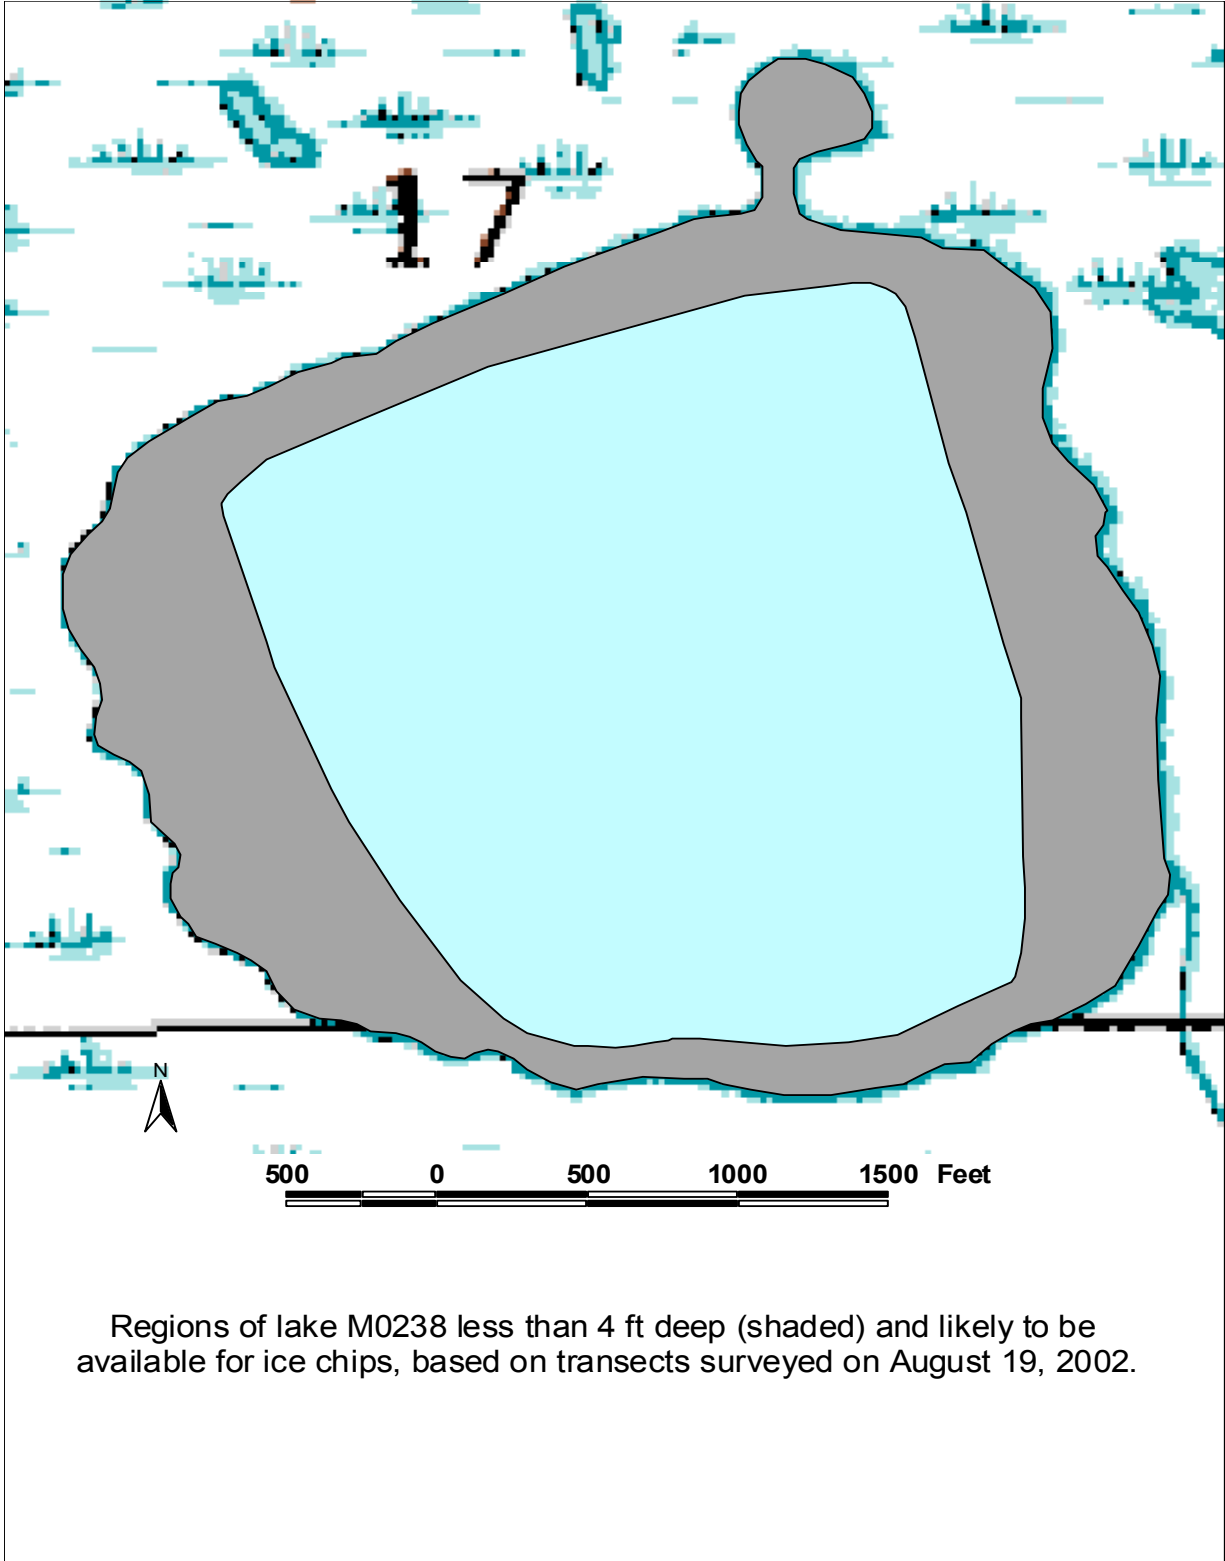 17
N
500 0 500 1000 1500 Feet
Regions of lake M0238 less than 4 ft deep (shaded) and likely to be
available for ice chips, based on transects surveyed on August 19, 2002.